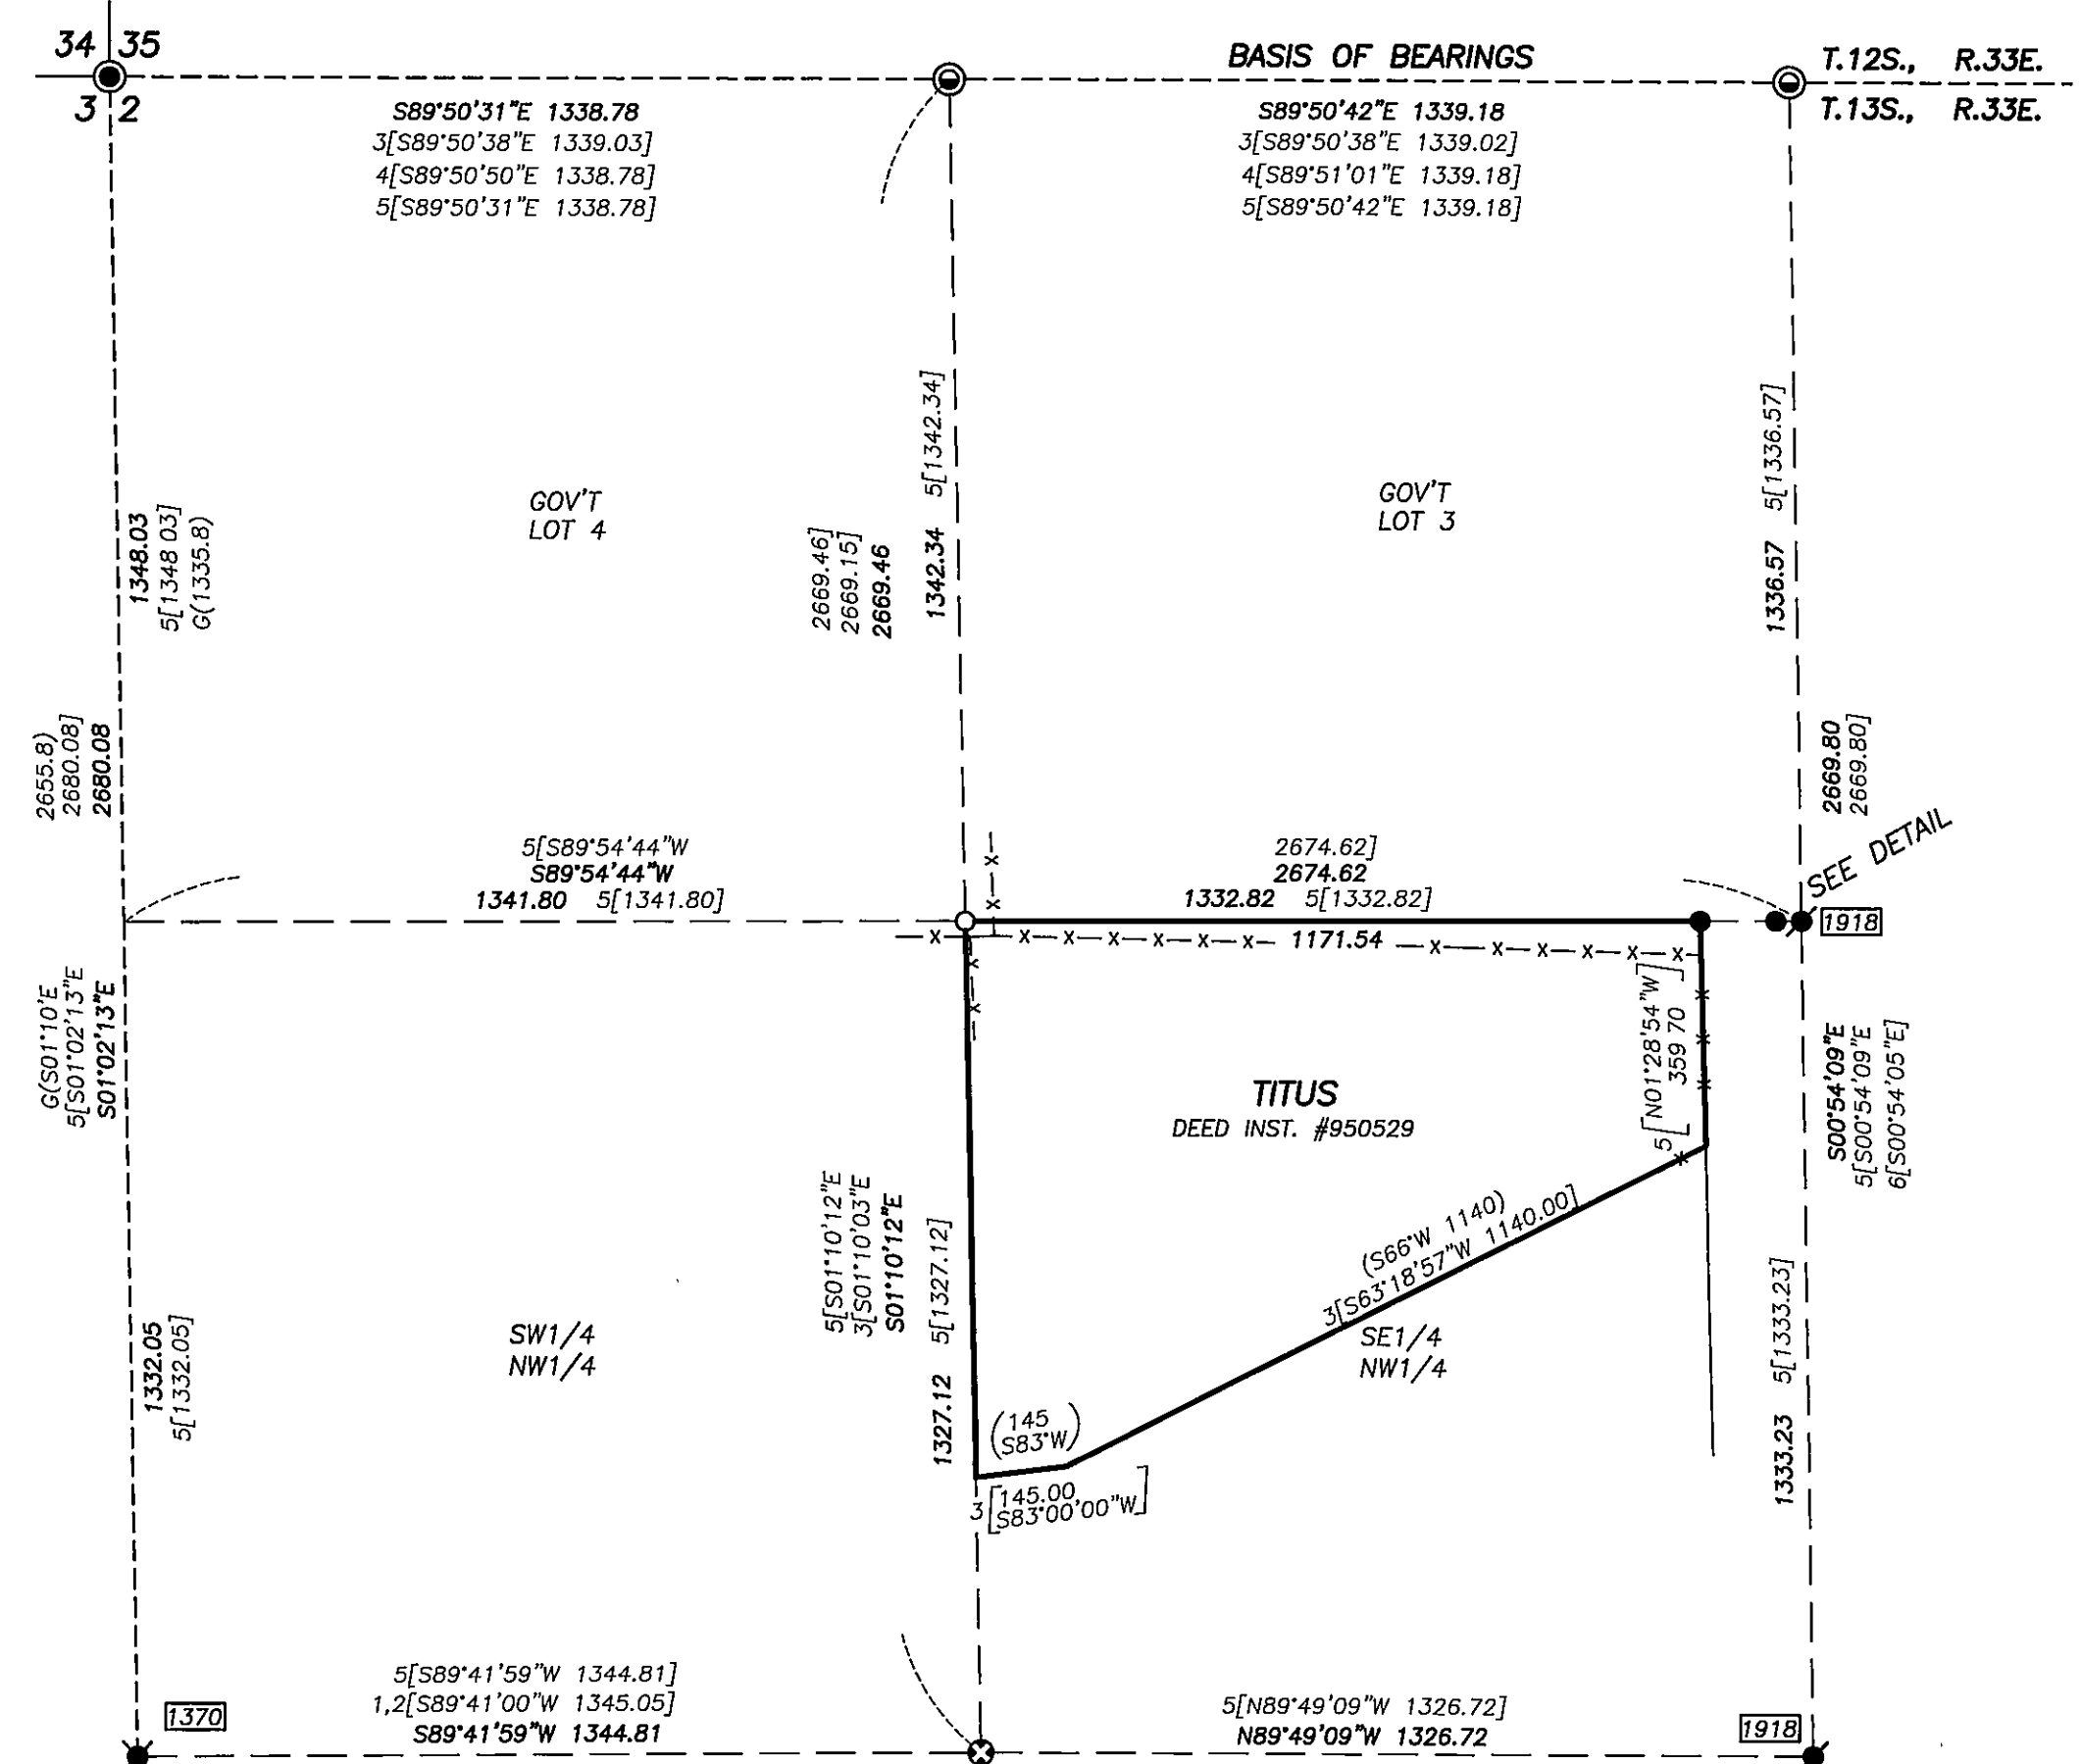 34 35
3 2
BASIS OF BEARINGS
T.12S., R.33E.
T.13S., R.33E.
S89°50'31"E 1338.78
3[S89°50'38"E 1339.03]
4[S89°50'50"E 1338.78]
5[S89°50'31"E 1338.78]
S89°50'42"E 1339.18
3[S89°50'38"E 1339.02]
4[S89°51'01"E 1339.18]
5[S89°50'42"E 1339.18]
GOV'T
LOT 4
GOV'T
LOT 3
1348.03
5[1348 03]
G(1335.8)
2669.46]
2669.15]
2669.46
1342.34 5[1342.34]
1336.57 5[1336.57]
2655.8)
2680.08]
2680.08
2669.80
2669.80]
SEE DETAIL
5[S89°54'44"W
S89°54'44"W
1341.80 5[1341.80]
2674.62]
2674.62
1332.82 5[1332.82]
1918
x x
x x x x x x x 1171.54 x x x x x x
x x
x x x x
G(S01°10'E
5[S01°02'13"E
S01°02'13"E
5[N01°28'54"W]
359 70
S00°54'09"E
5[S00°54'09"E
6[S00°54'05"E]
TITUS
DEED INST. #950529
5[S01°10'12"E
3[S01°10'03"E
S01°10'12"E
1327.12 5[1327.12]
(S66°W 1140)
3[S63°18'57"W 1140.00]
1332.05
5[1332.05]
SW1/4
NW1/4
SE1/4
NW1/4
1333.23 5[1333.23]
(145
S83°W)
3[145.00
S83°00'00"W]
1370
5[S89°41'59"W 1344.81]
1,2[S89°41'00"W 1345.05]
S89°41'59"W 1344.81
5[N89°49'09"W 1326.72]
N89°49'09"W 1326.72
1918